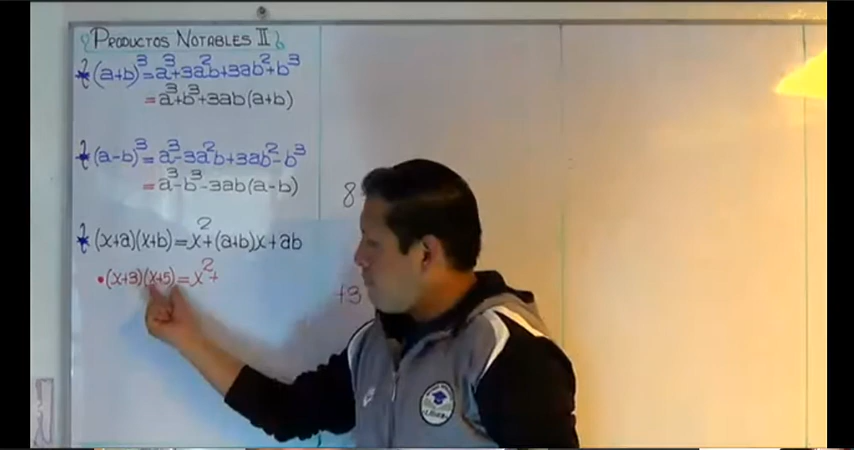 PRODUCTOS NOTABLES II
(a+b)³=a³+3a²b+3ab²+b³
=a³+b³+3ab(a+b)
(a-b)³=a³-3a²b+3ab²-b³
=a³-b³-3ab(a-b)
(x+a)(x+b)=x²+(a+b)x+ab
•(x+3)(x+5)=x²+
8
+3